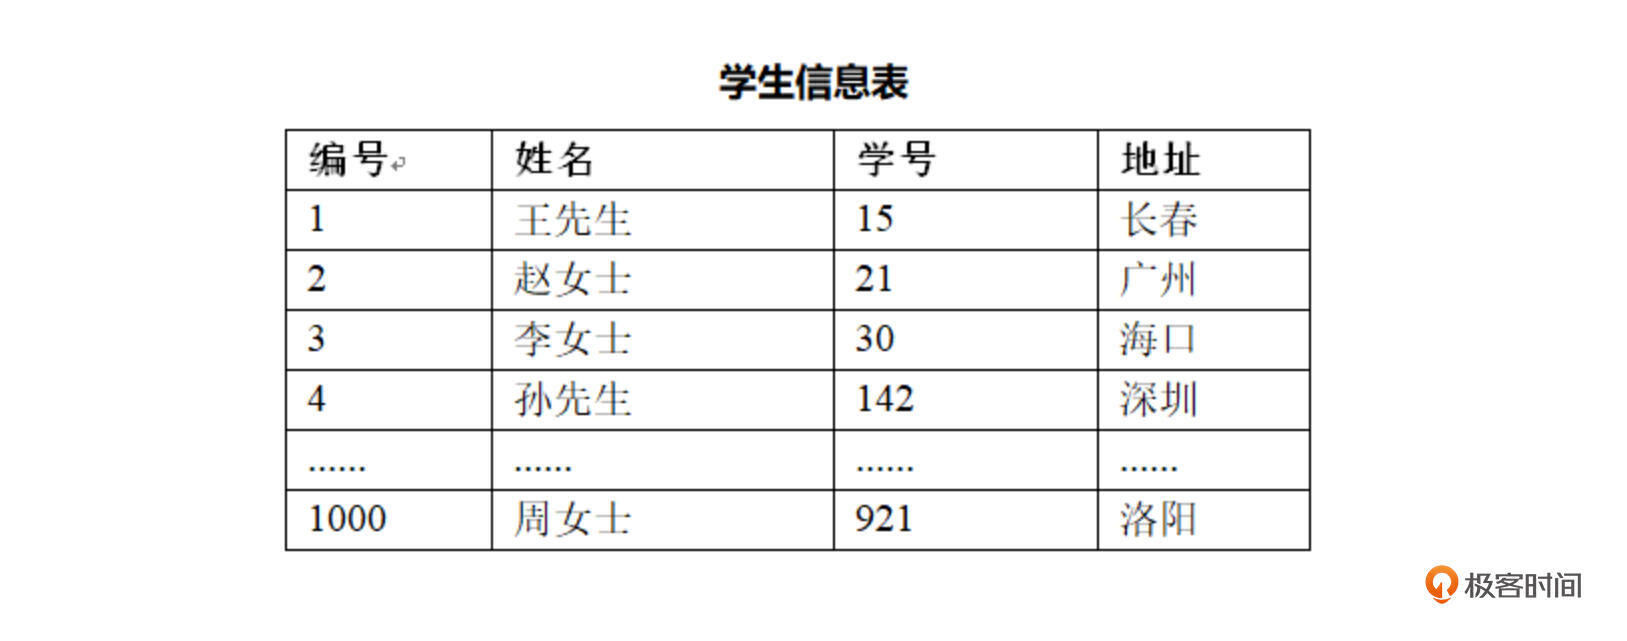 学生信息表
编号 姓名 学号 地址
1 王先生 15 长春
2 赵女士 21 广州
3 李女士 30 海口
4 孙先生 142 深圳
...... ...... ...... ......
1000 周女士 921 洛阳
极客时间